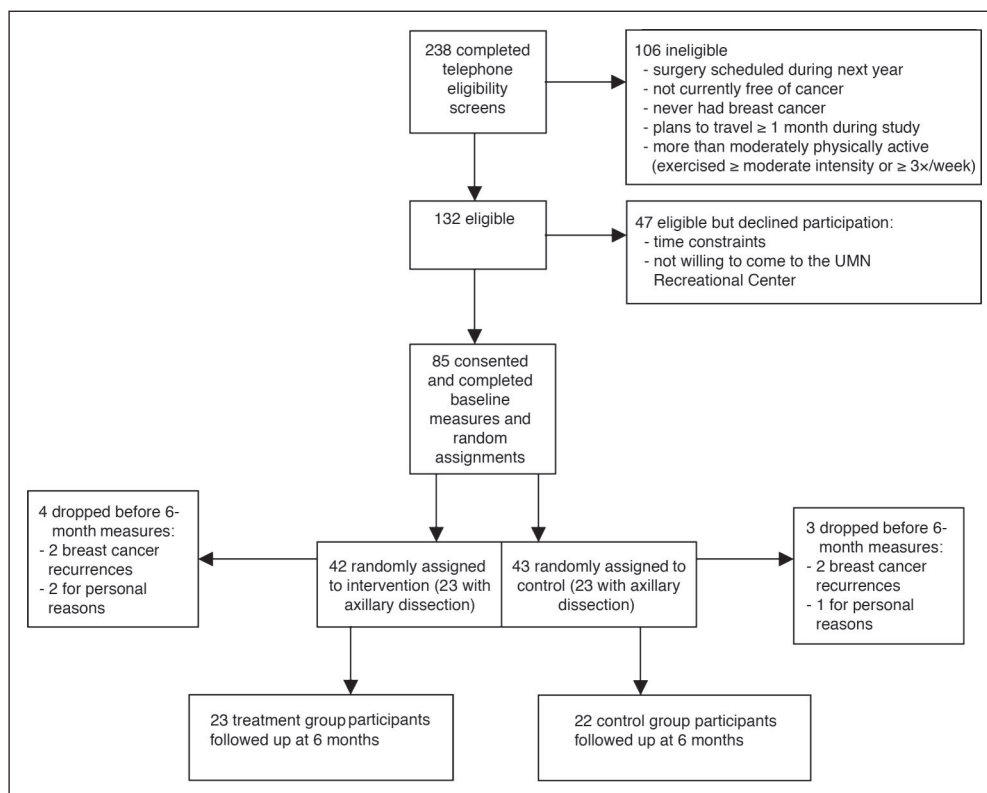 238 completed
telephone
eligibility
screens
106 ineligible
- surgery scheduled during next year
- not currently free of cancer
- never had breast cancer
- plans to travel ≥ 1 month during study
- more than moderately physically active
(exercised ≥ moderate intensity or ≥ 3×/week)
132 eligible
47 eligible but declined participation:
- time constraints
- not willing to come to the UMN
Recreational Center
85 consented
and completed
baseline
measures and
random
assignments
4 dropped before 6-
month measures:
- 2 breast cancer
recurrences
- 2 for personal
reasons
42 randomly assigned
to intervention (23 with
axillary dissection)
43 randomly assigned to
control (23 with axillary
dissection)
3 dropped before 6-
month measures:
- 2 breast cancer
recurrences
- 1 for personal
reasons
23 treatment group participants
followed up at 6 months
22 control group participants
followed up at 6 months